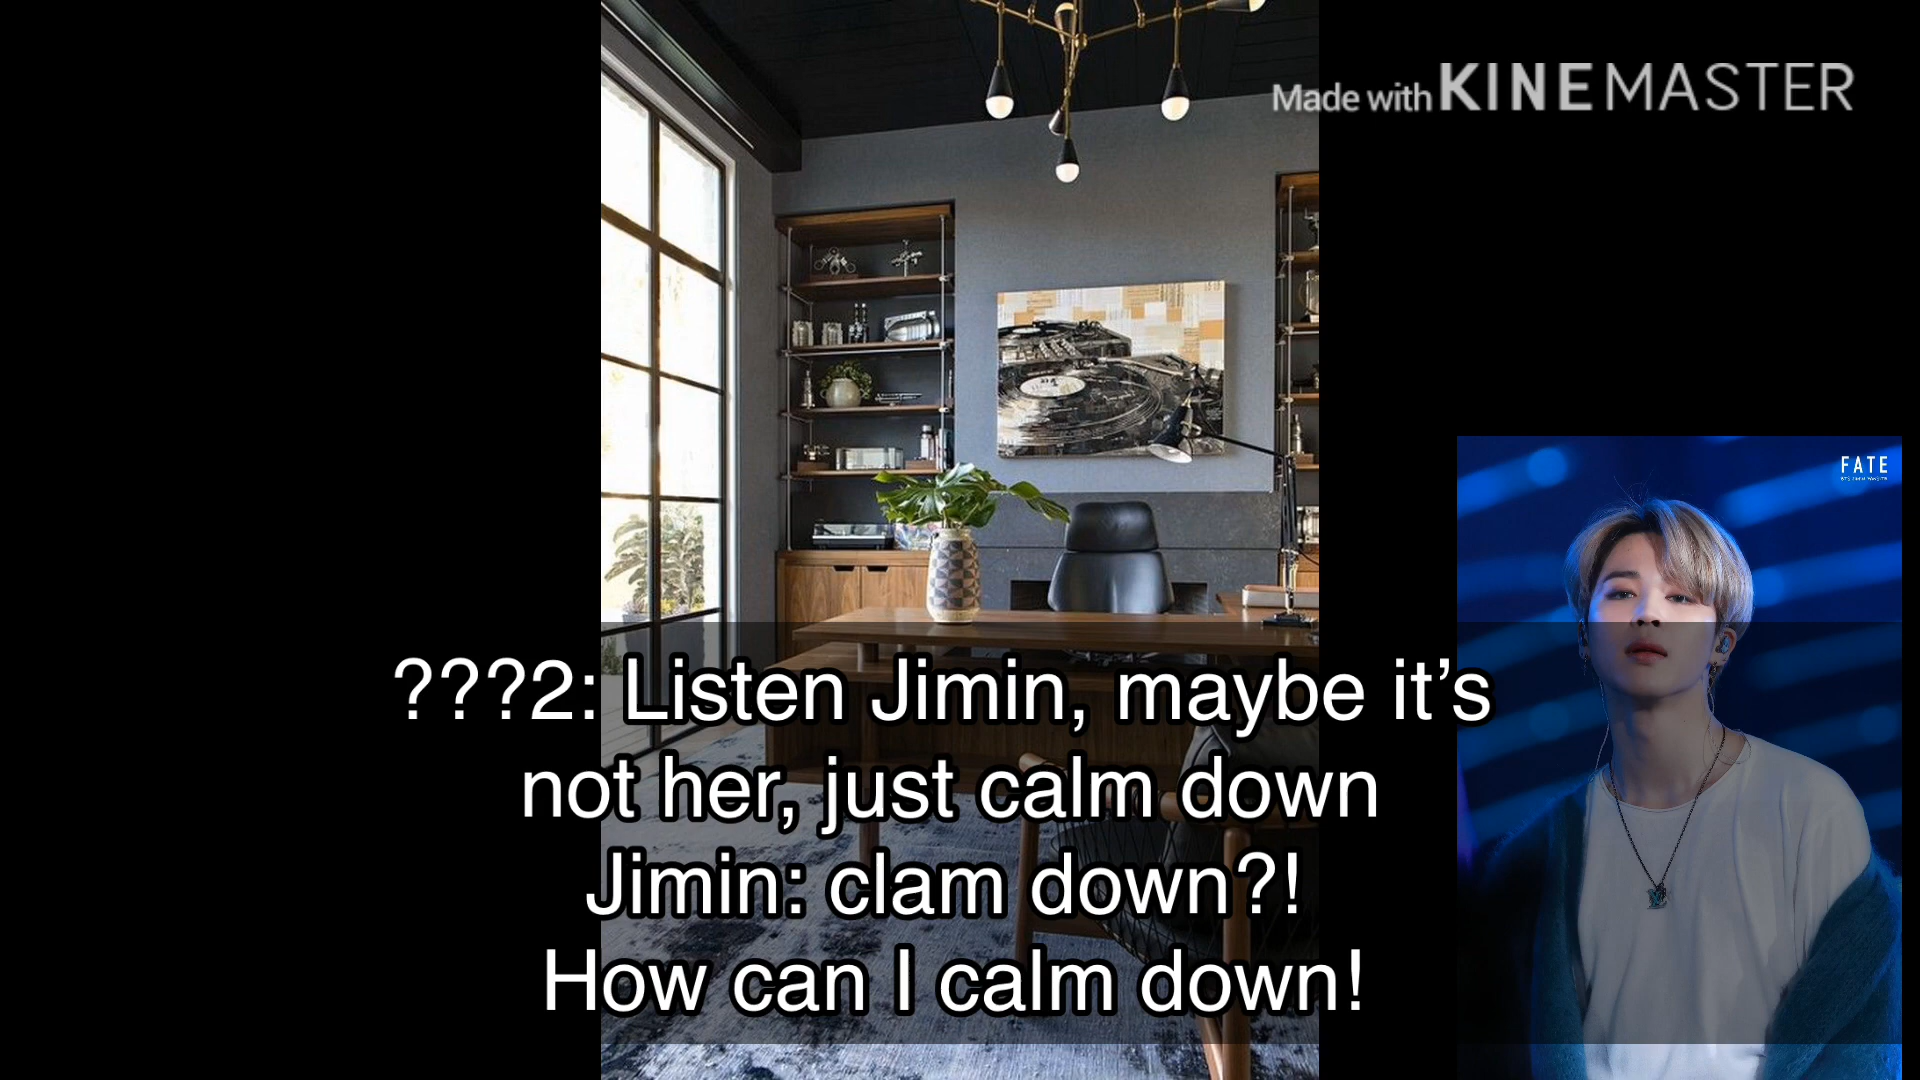 Made with KINEMASTER
FATE
???2: Listen Jimin, maybe it’s
not her, just calm down
Jimin: clam down?!
How can I calm down!